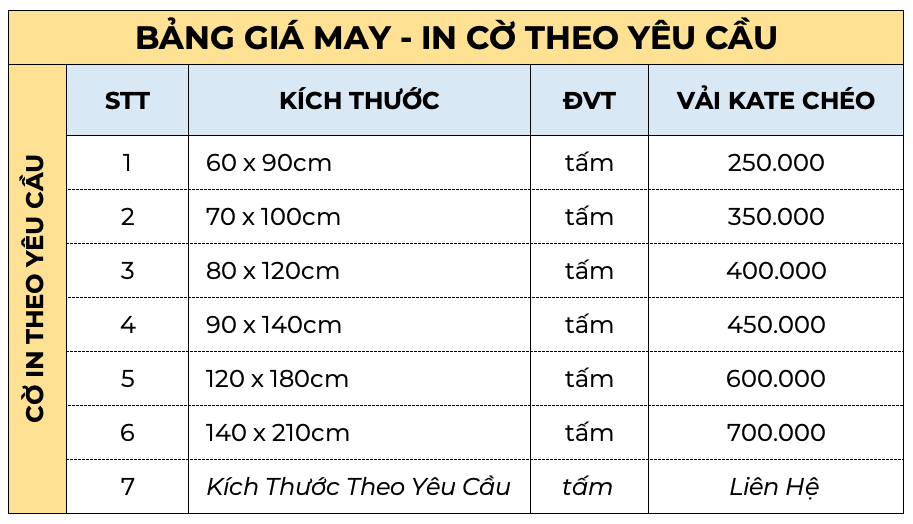 BẢNG GIÁ MAY - IN CỜ THEO YÊU CẦU
CỜ IN THEO YÊU CẦU
STT KÍCH THƯỚC ĐVT VẢI KATE CHÉO
1 60 x 90cm tấm 250.000
2 70 x 100cm tấm 350.000
3 80 x 120cm tấm 400.000
4 90 x 140cm tấm 450.000
5 120 x 180cm tấm 600.000
6 140 x 210cm tấm 700.000
7 Kích Thước Theo Yêu Cầu tấm Liên Hệ